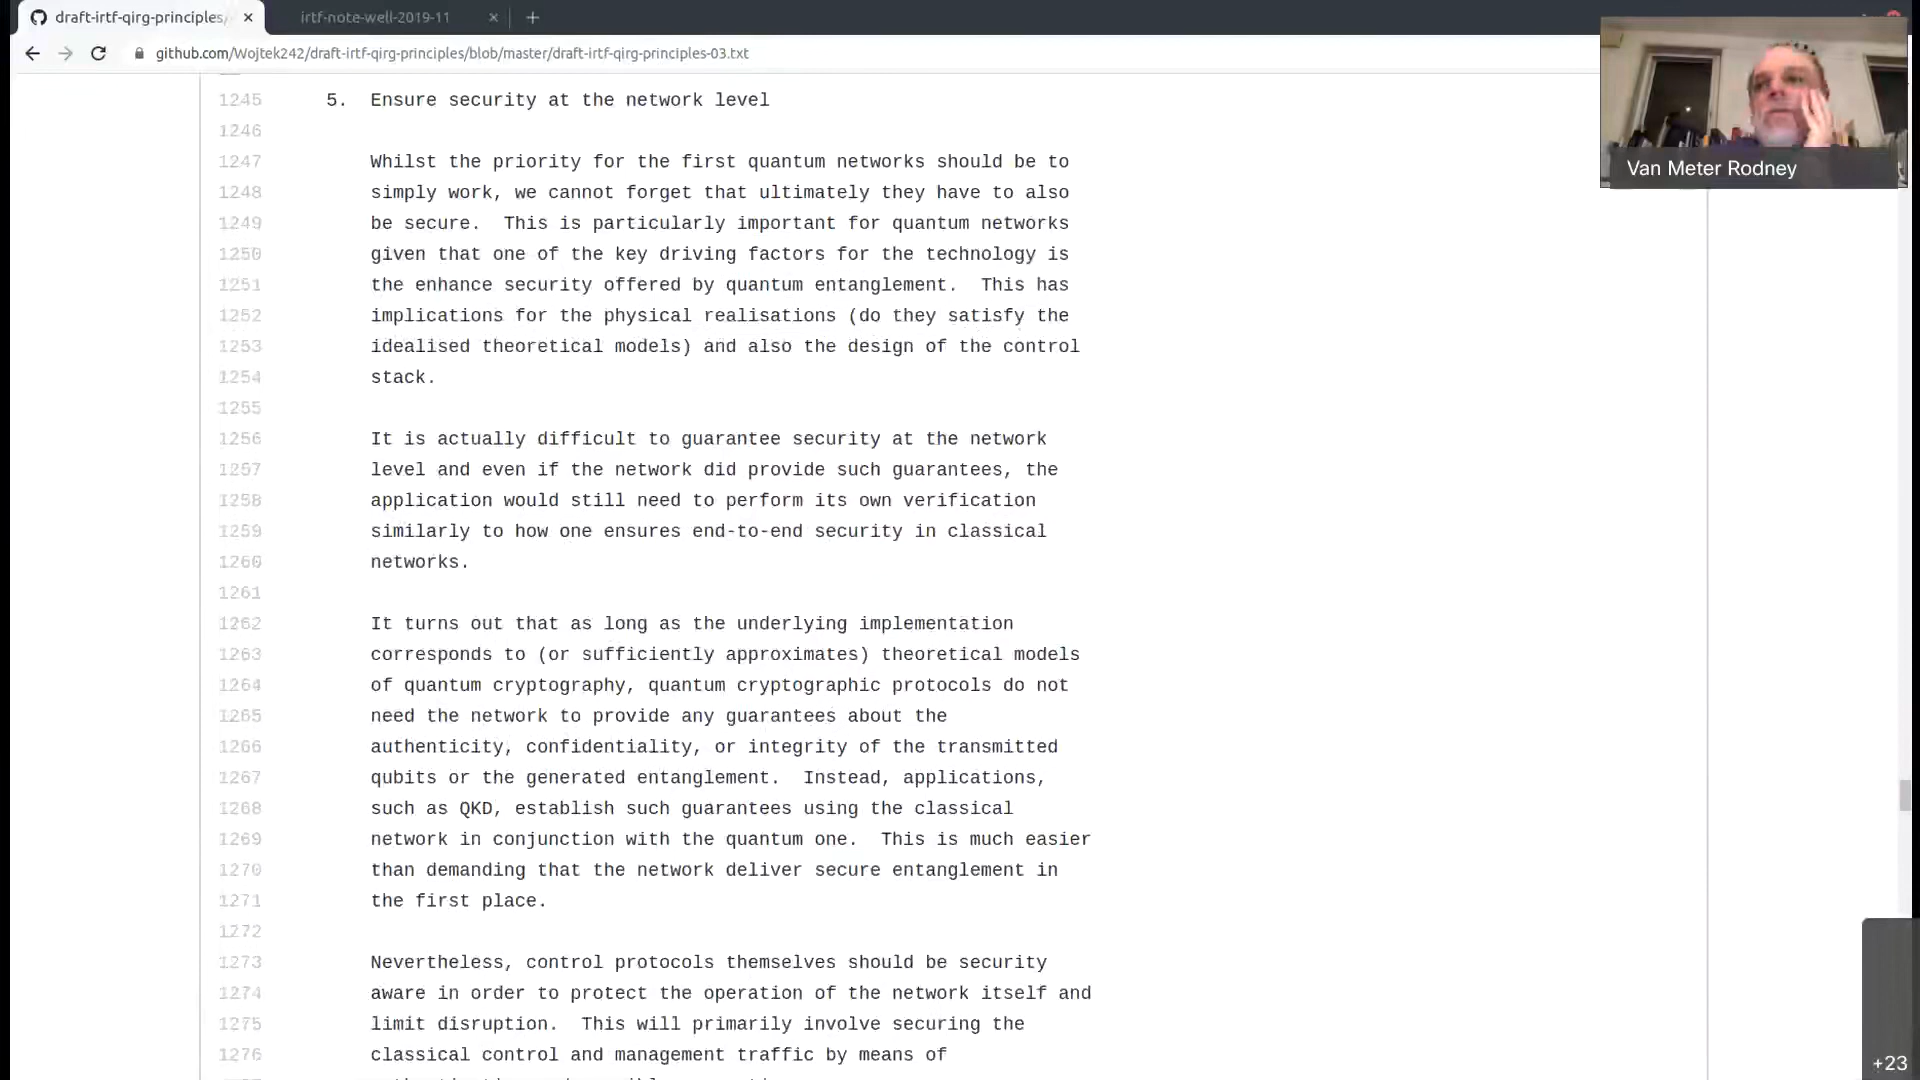 draft-irtf-qirg-principles/
irtf-note-well-2019-11
github.com/Wojtek242/draft-irtf-qirg-principles/blob/master/draft-irtf-qirg-principles-03.txt
Van Meter Rodney
1245 5. Ensure security at the network level
1246
1247 Whilst the priority for the first quantum networks should be to
1248 simply work, we cannot forget that ultimately they have to also
1249 be secure. This is particularly important for quantum networks
1250 given that one of the key driving factors for the technology is
1251 the enhance security offered by quantum entanglement. This has
1252 implications for the physical realisations (do they satisfy the
1253 idealised theoretical models) and also the design of the control
1254 stack.
1255
1256 It is actually difficult to guarantee security at the network
1257 level and even if the network did provide such guarantees, the
1258 application would still need to perform its own verification
1259 similarly to how one ensures end-to-end security in classical
1260 networks.
1261
1262 It turns out that as long as the underlying implementation
1263 corresponds to (or sufficiently approximates) theoretical models
1264 of quantum cryptography, quantum cryptographic protocols do not
1265 need the network to provide any guarantees about the
1266 authenticity, confidentiality, or integrity of the transmitted
1267 qubits or the generated entanglement. Instead, applications,
1268 such as QKD, establish such guarantees using the classical
1269 network in conjunction with the quantum one. This is much easier
1270 than demanding that the network deliver secure entanglement in
1271 the first place.
1272
1273 Nevertheless, control protocols themselves should be security
1274 aware in order to protect the operation of the network itself and
1275 limit disruption. This will primarily involve securing the
1276 classical control and management traffic by means of
+23